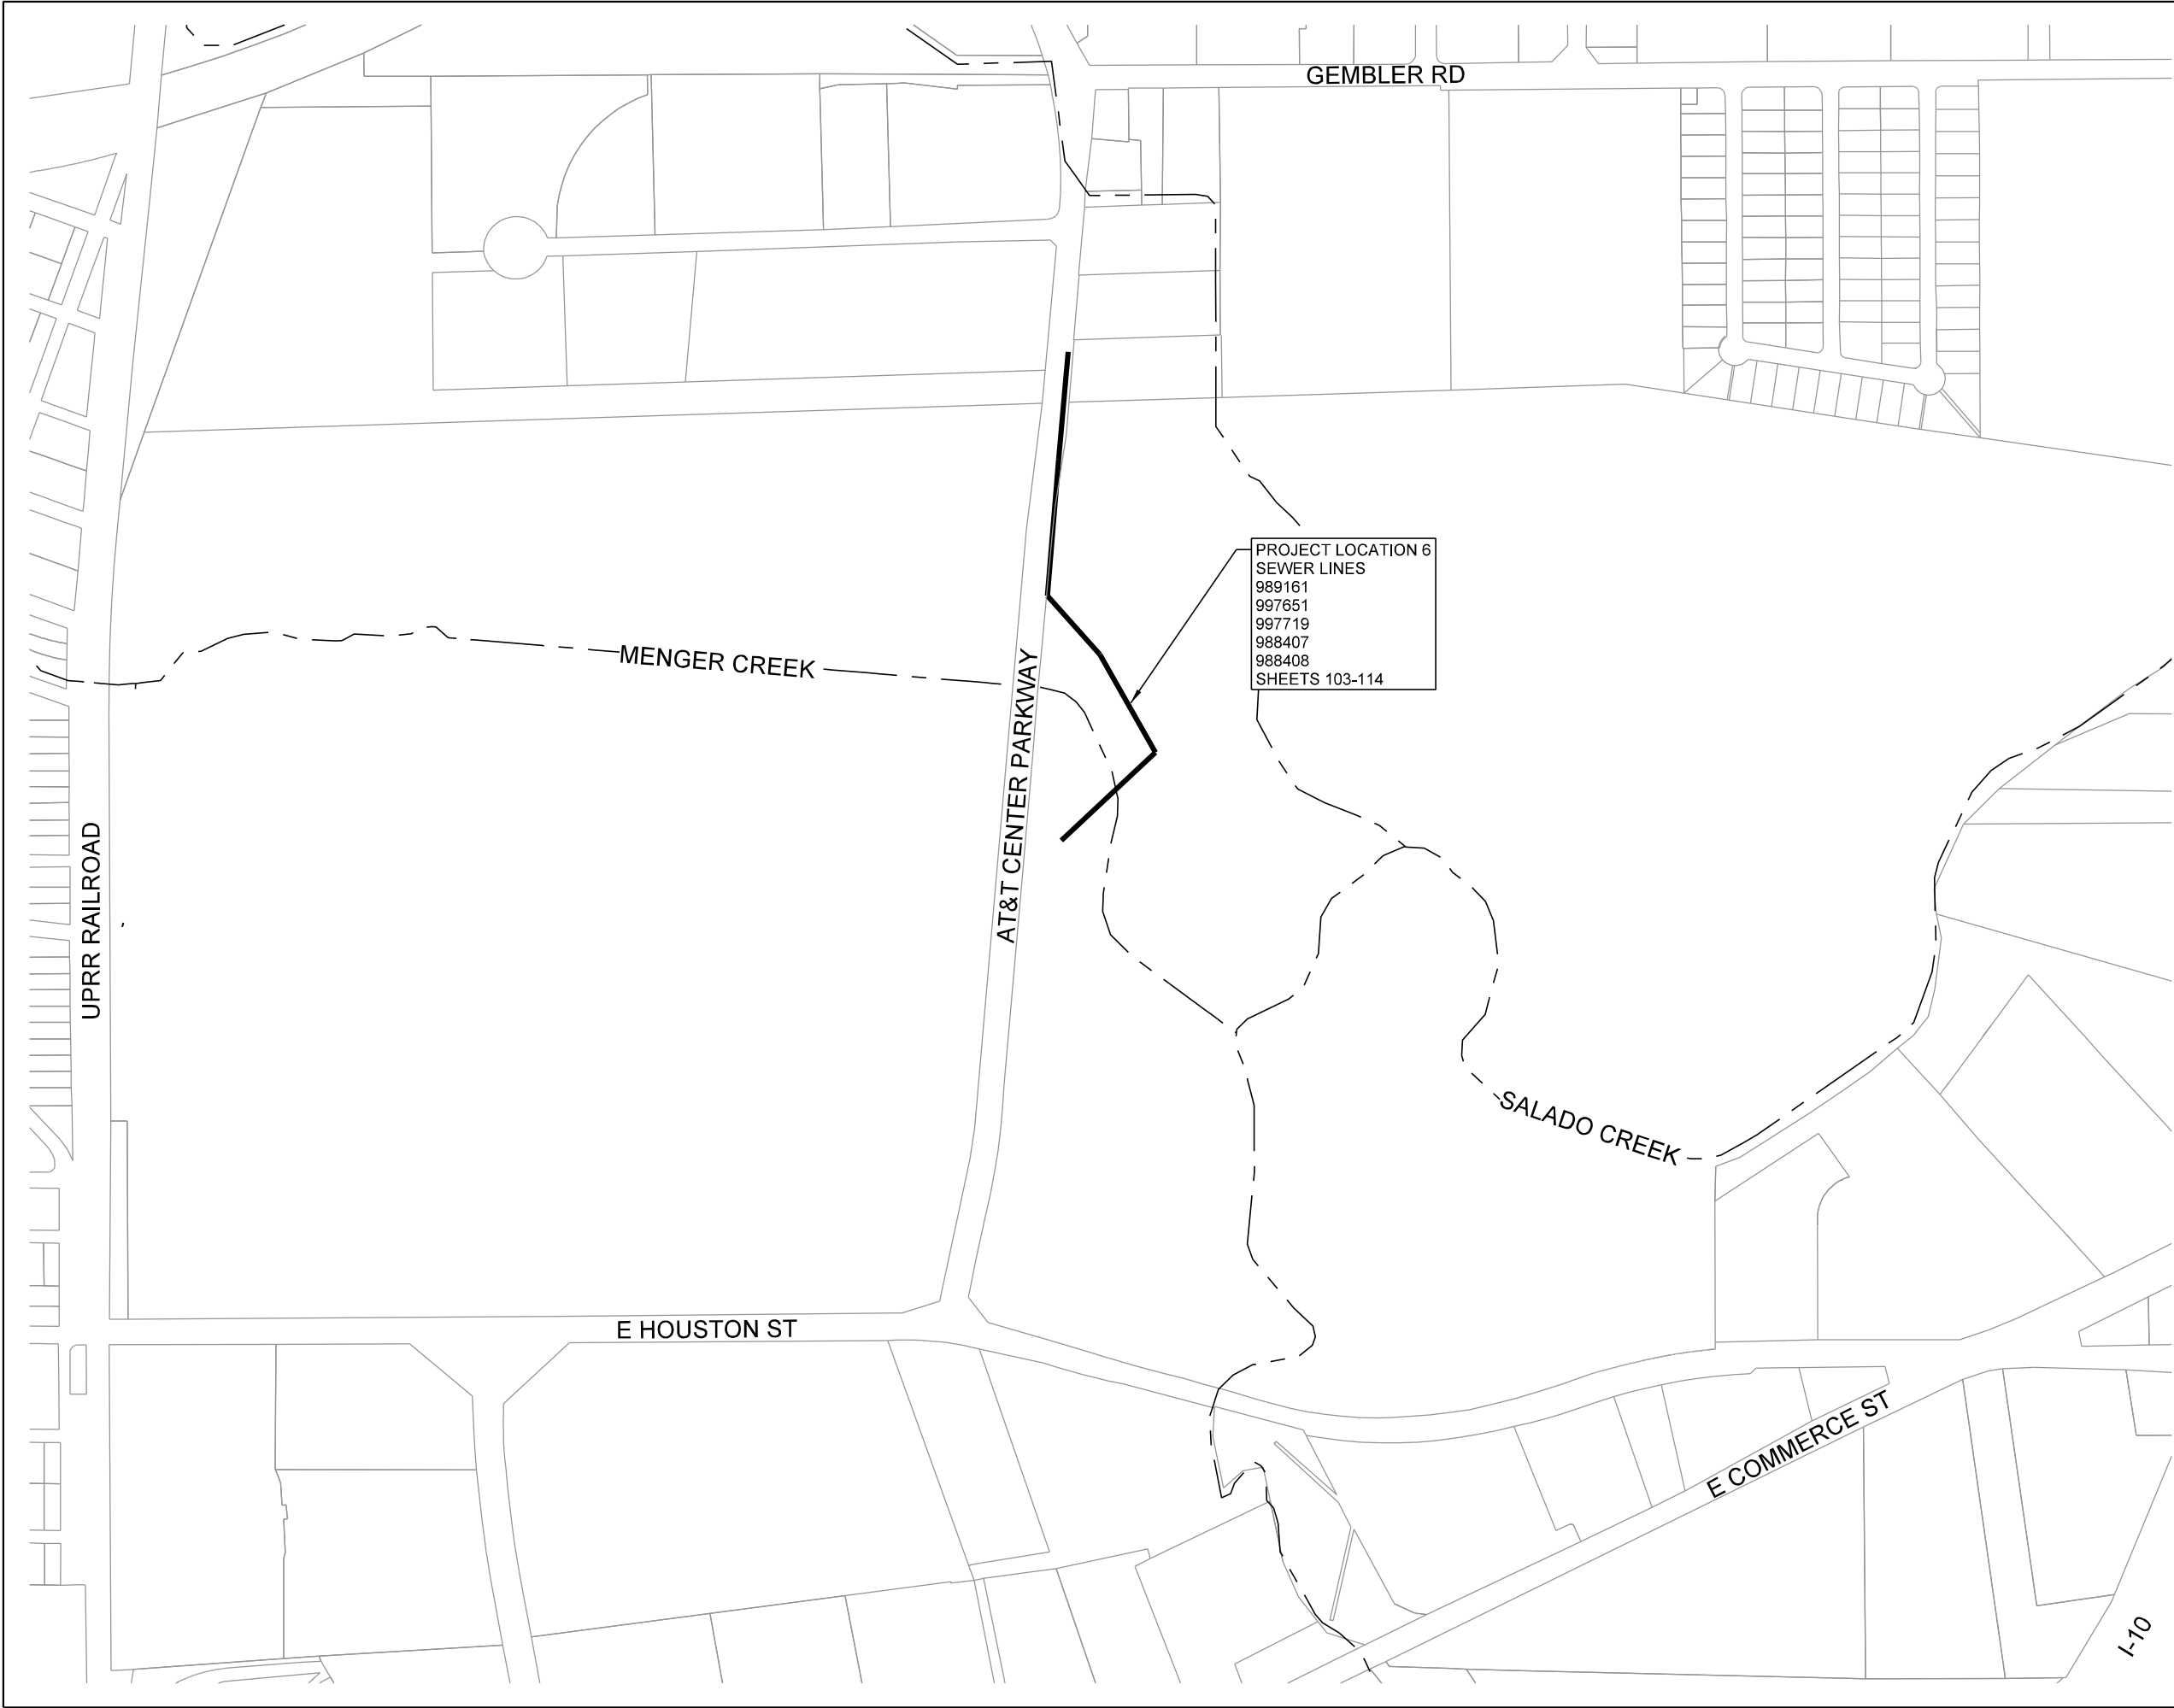 GEMBLER RD
PROJECT LOCATION 6
SEWER LINES
989161
997651
997719
988407
988408
SHEETS 103-114
MENGER CREEK
AT&T CENTER PARKWAY
UPRR RAILROAD
SALADO CREEK
E HOUSTON ST
E COMMERCE ST
I-10